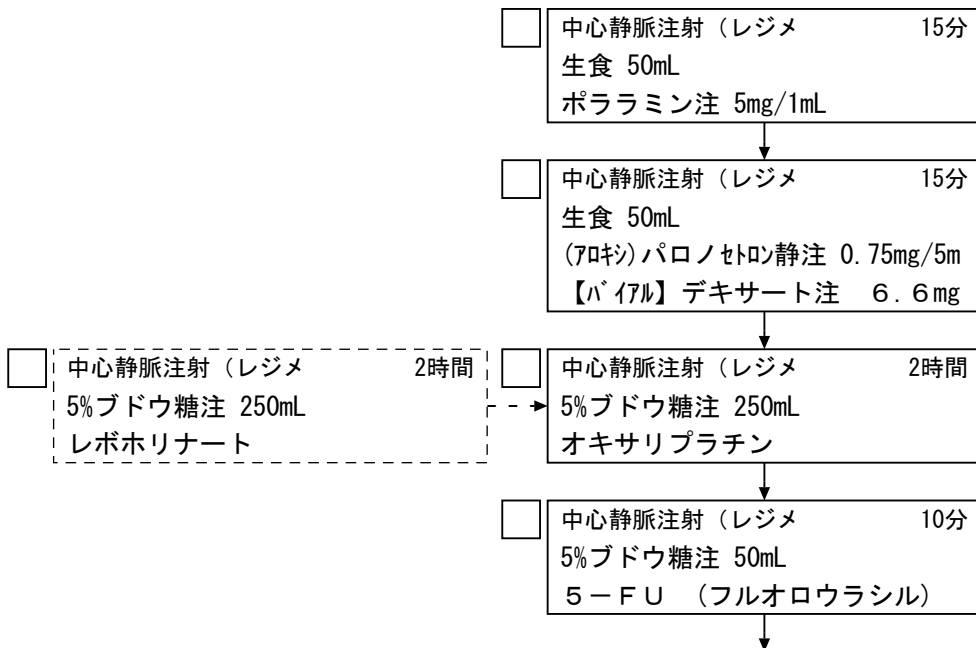 中心静脈注射（レジメ 15分
生食 50mL
ポララミン注 5mg/1mL
中心静脈注射（レジメ 15分
生食 50mL
(ｱﾛｷｼ)パロノセトロン静注 0.75mg/5m
【ﾊﾞｲｱﾙ】デキサート注　６.６mg
中心静脈注射（レジメ 2時間
5%ブドウ糖注 250mL
レボホリナート
中心静脈注射（レジメ 2時間
5%ブドウ糖注 250mL
オキサリプラチン
中心静脈注射（レジメ 10分
5%ブドウ糖注 50mL
５－ＦＵ　（フルオロウラシル）